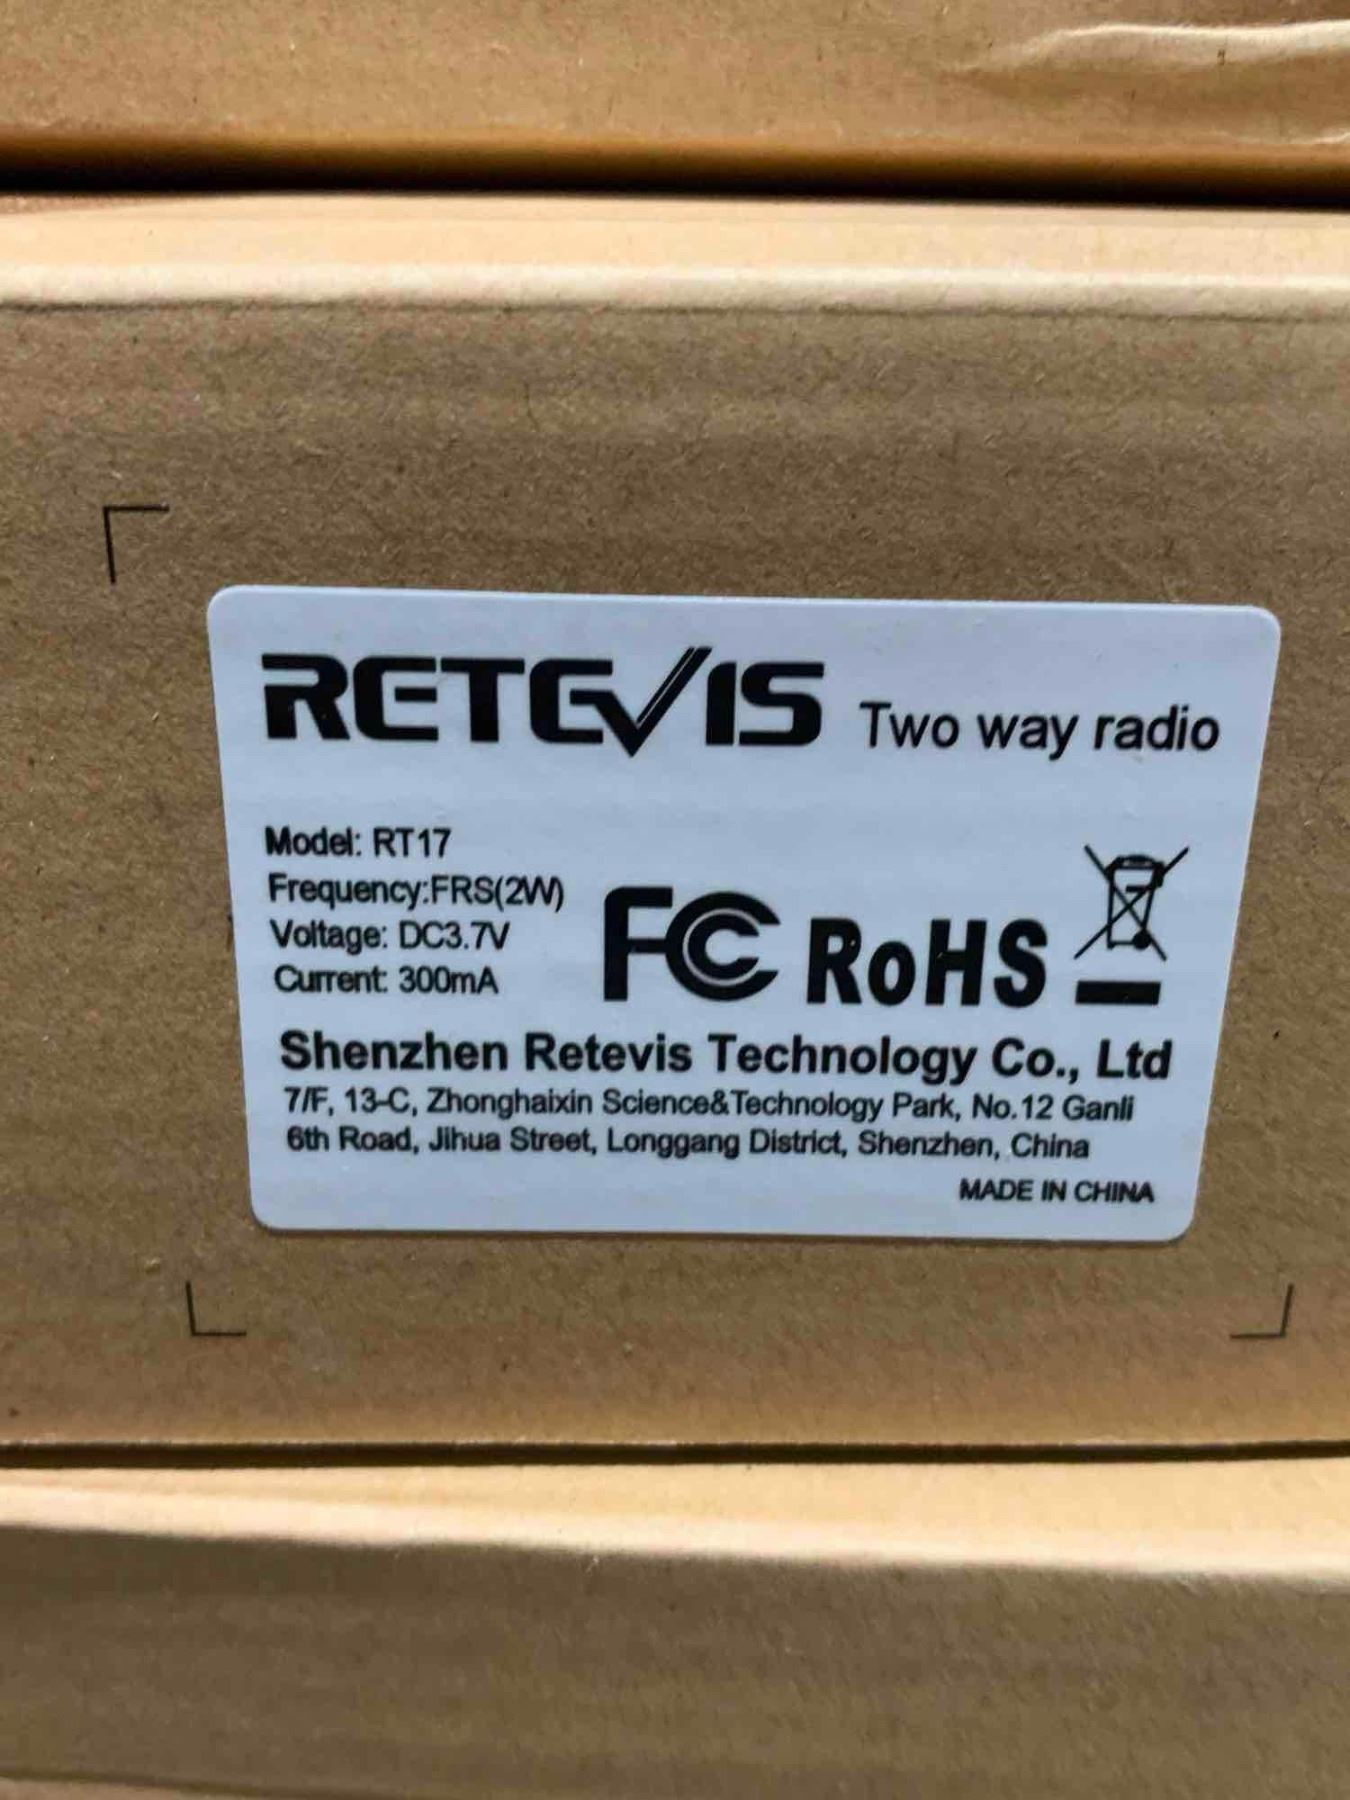 RETEVIS Two way radio
Model: RT17
Frequency:FRS(2W)
Voltage: DC3.7V
Current: 300mA
FC RoHS
Shenzhen Retevis Technology Co., Ltd
7/F, 13-C, Zhonghaixin Science&Technology Park, No.12 Ganli
6th Road, Jihua Street, Longgang District, Shenzhen, China
MADE IN CHINA